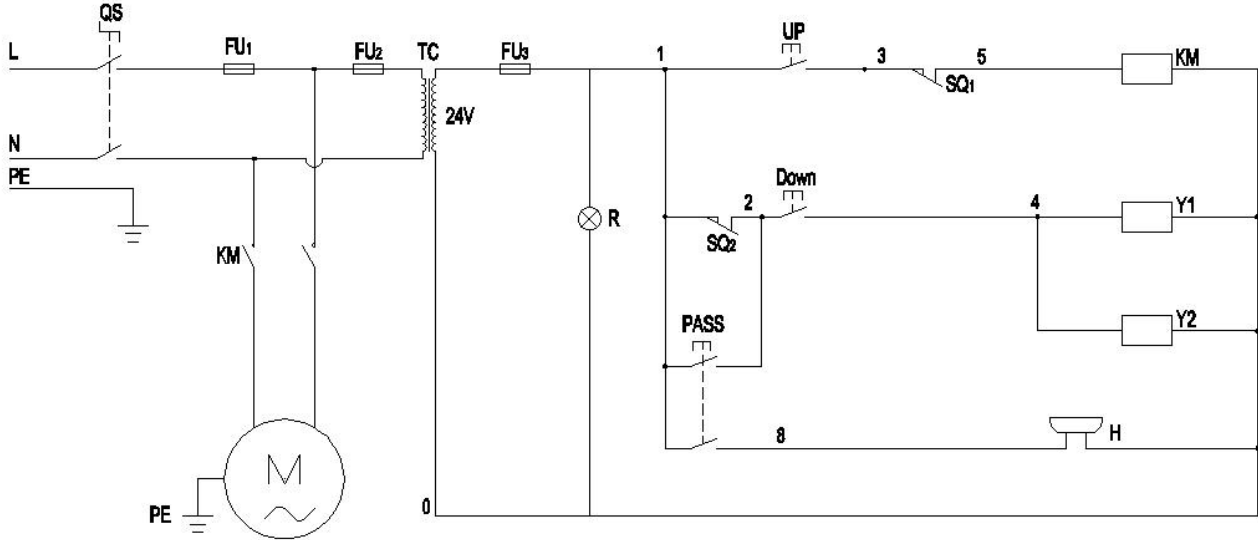 QS
UP
L FU1 FU2 TC FU3 1 3 5 KM
SQ1
24V
N
PE
Down
2 4 Y1
R
SQ2
KM
PASS Y2
8 H
M
0
PE